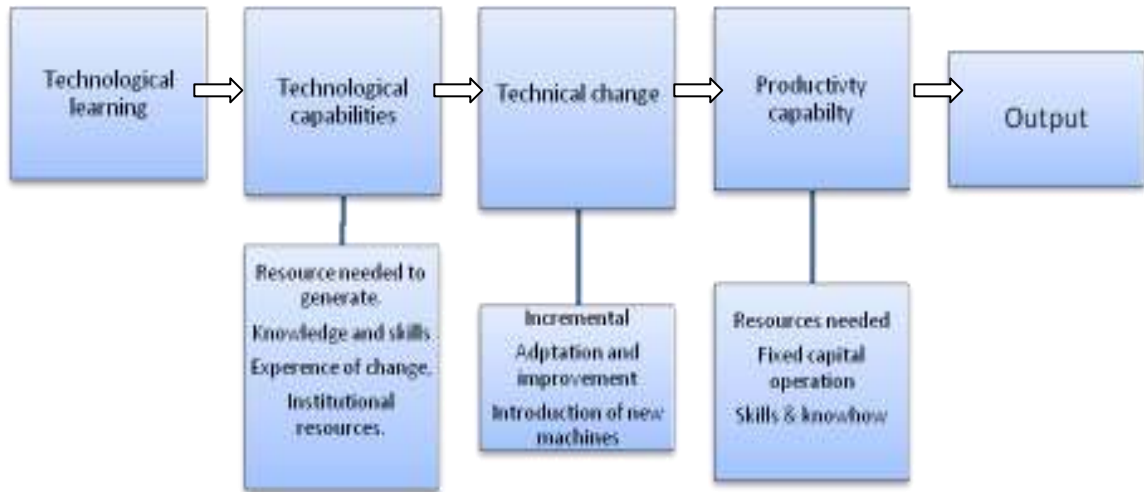 Technological
learning
Technological
capabilities
Technical change
Productivty
capabilty
Output
Resource needed to
generate.
Knowledge and skills
Experence of change,
Institutional
resources.
Incremental
Adptation and
improvement
Introduction of new
machines
Resources needed
Fixed capital
operation
Skills & knowhow